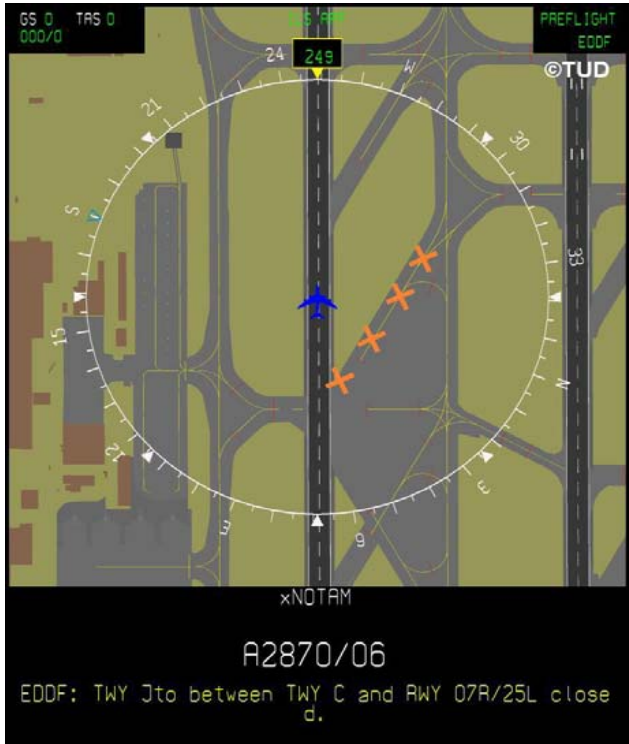 GS 0 TAS 0
000/0
PREFLIGHT
EDDF
©TUD
24
249
W
21
30
S
33
15
N
12
3
E
6
xNOTAM
A2870/06
EDDF: TWY Jto between TWY C and RWY 07R/25L close
d.